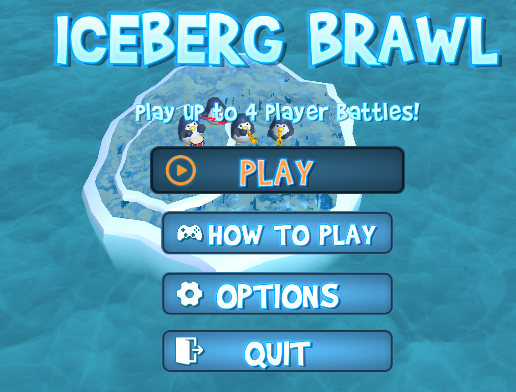 ICEBERG BRAWL
Play up to 4 Player Battles!
PLAY
HOW TO PLAY
OPTIONS
QUIT